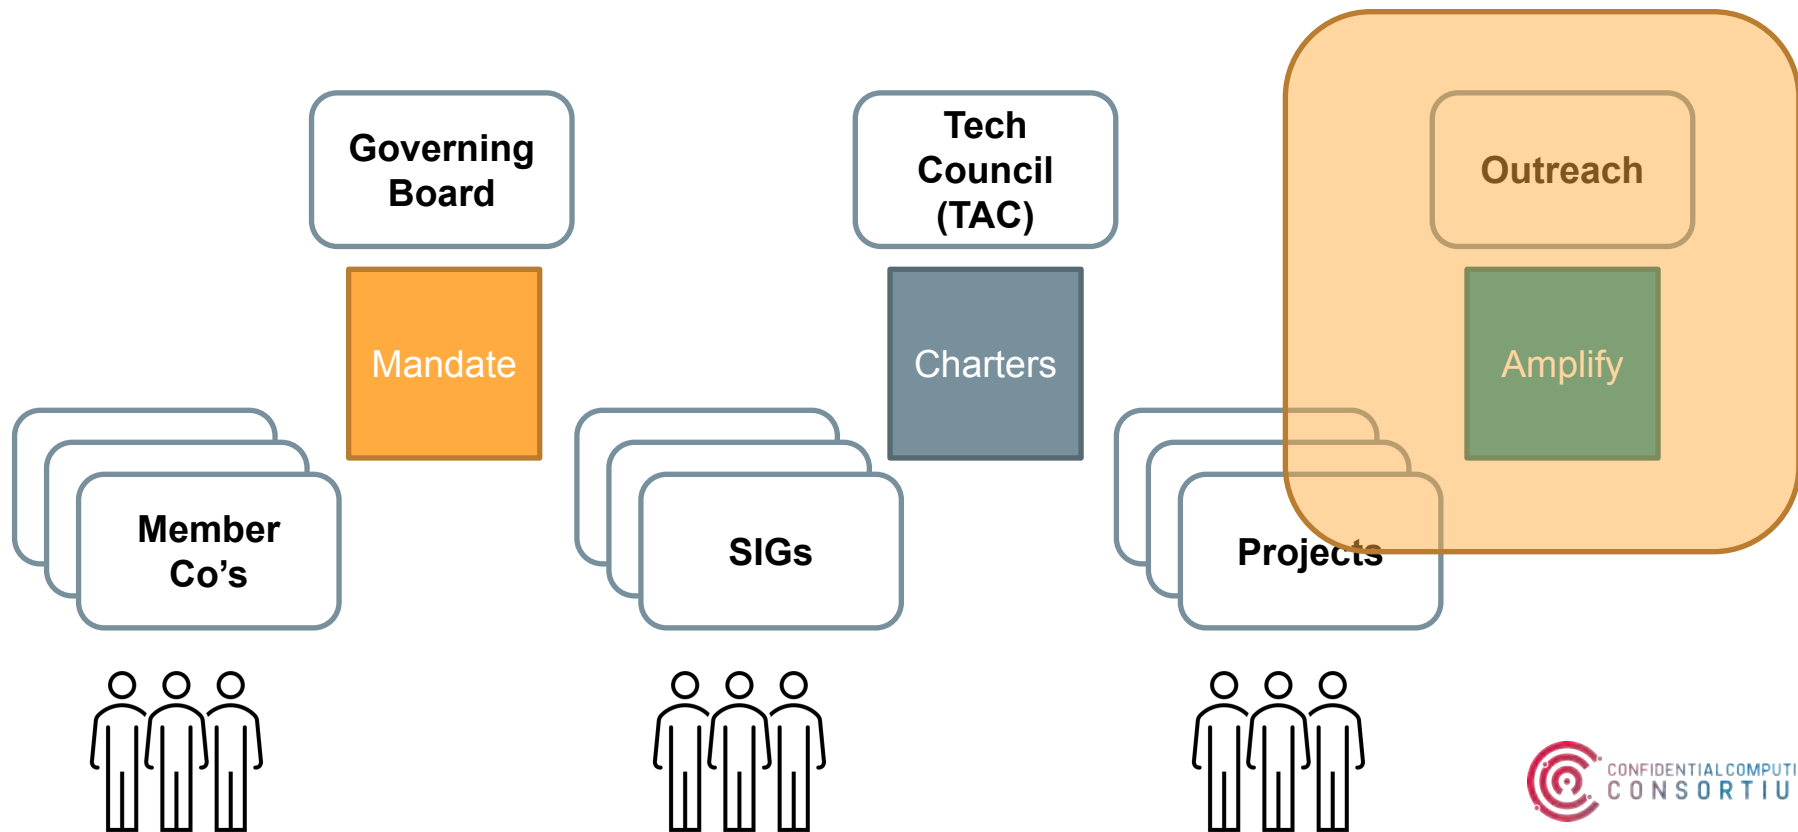 Governing
Board
Tech
Council
(TAC)
Outreach
Mandate
Charters
Amplify
Member
Co’s
SIGs
Projects
CONFIDENTIAL COMPUTI
CONSORTIU